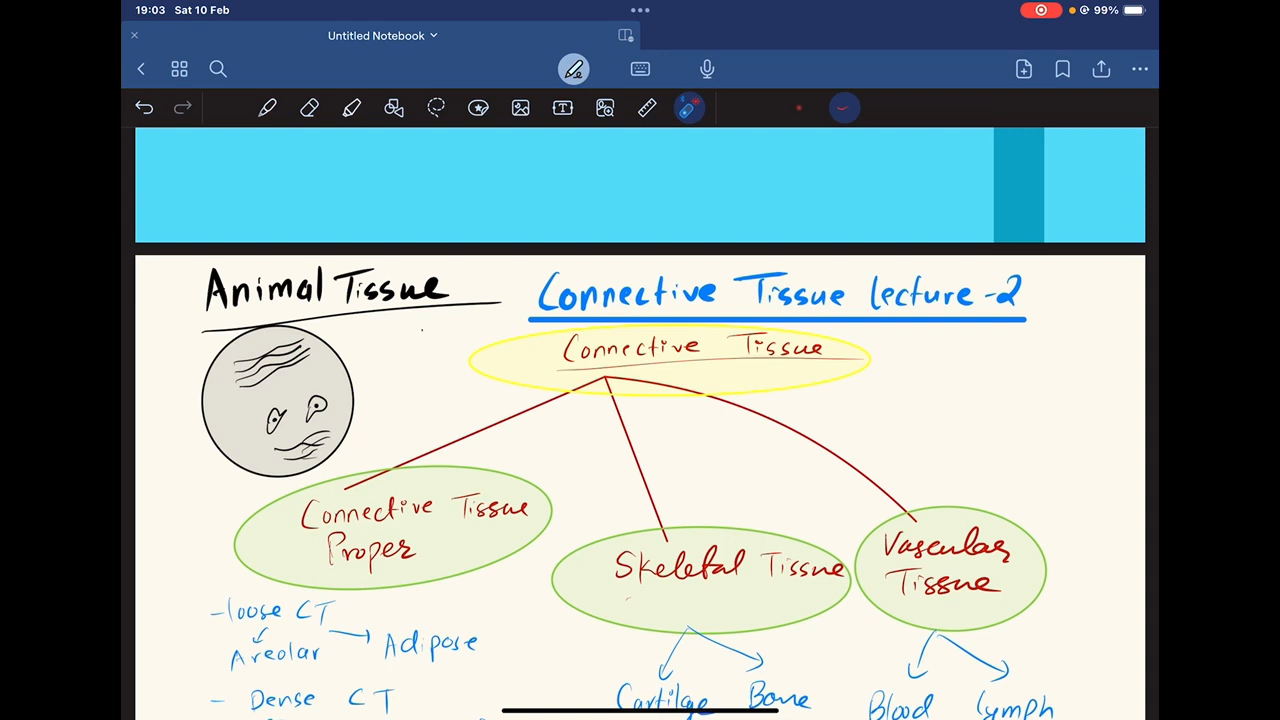 19:03 Sat 10 Feb
99%
Untitled Notebook
Animal Tissue
Connective Tissue lecture-2
Connective Tissue
Connective Tissue
Proper
Skeletal Tissue
Vascular
Tissue
-loose CT
Areolar
Adipose
- Dense CT
Cartilge
Bone
Blood
lymph